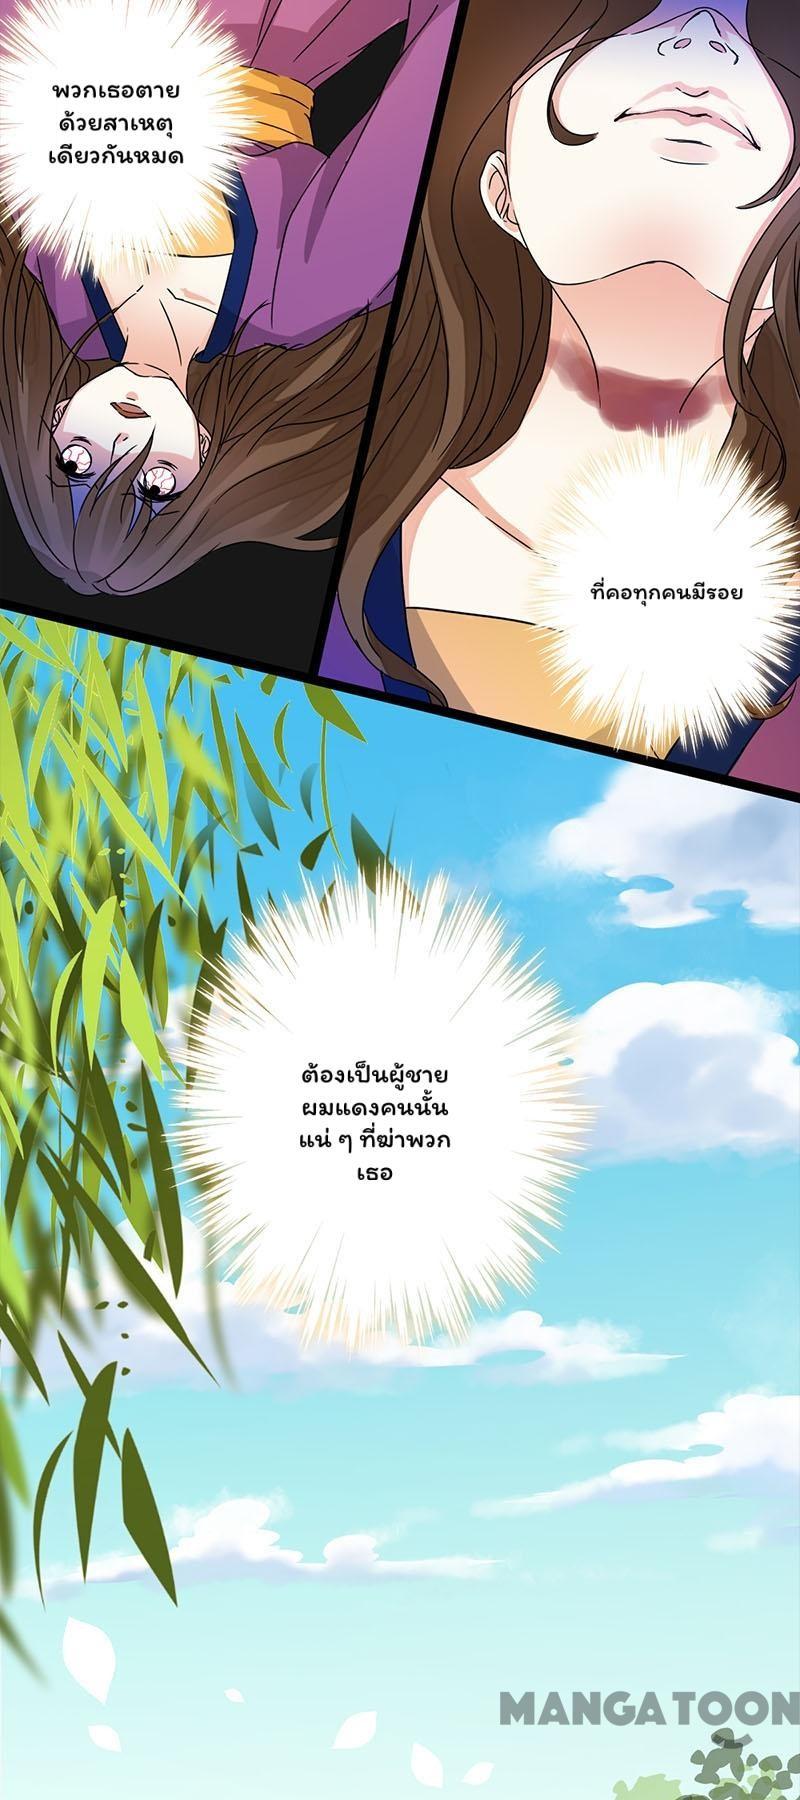 พวกเธอตาย
ด้วยสาเหตุ
เดียวกันหมด
ที่คอทุกคนมีรอย
ต้องเป็นผู้ชาย
ผมแดงคนนั้น
แน่ ๆ ที่ฆ่าพวก
เธอ
MANGATOON